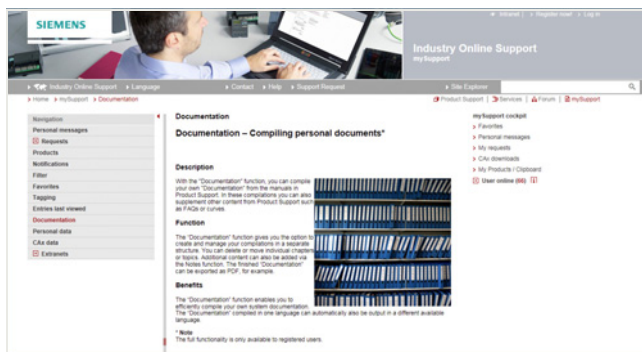 SIEMENS
Intranet | Register now! | Log in
Industry Online Support
mySupport
Industry Online Support
Language
Contact
Help
Support Request
Site Explorer
Home
mySupport
Documentation
Product Support
Services
Forum
mySupport
Navigation
Personal messages
Requests
Products
Notifications
Filter
Favorites
Tagging
Entries last viewed
Documentation
Personal data
CAx data
Extranets
Documentation
Documentation – Compiling personal documents*
Description
With the "Documentation" function, you can compile
your own "Documentation" from the manuals in
Product Support. In these compilations you can also
supplement other content from Product Support such
as FAQs or curves.
Function
The "Documentation" function gives you the option to
create and manage your compilations in a separate
structure. You can delete or move individual chapters
or topics. Additional content can also be added via
the Notes function. The finished "Documentation"
can be exported as PDF, for example.
Benefits
The "Documentation" function enables you to
efficiently compile your own system documentation.
The "Documentation" compiled in one language can automatically also be output in a different available
language.
* Note
The full functionality is only available to registered users.
mySupport cockpit
Favorites
Personal messages
My requests
CAx downloads
My Products / Clipboard
User online (86)